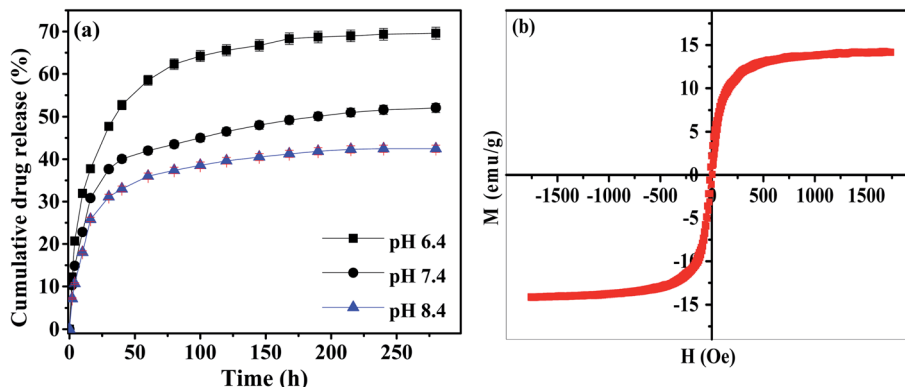 (a)
Cumulative drug release (%)
70
60
50
40
30
20
10
0
pH 6.4
pH 7.4
pH 8.4
0 50 100 150 200 250
Time (h)
(b)
M (emu/g)
15
10
5
0
-5
-10
-15
-1500 -1000 -500 0 500 1000 1500
H (Oe)